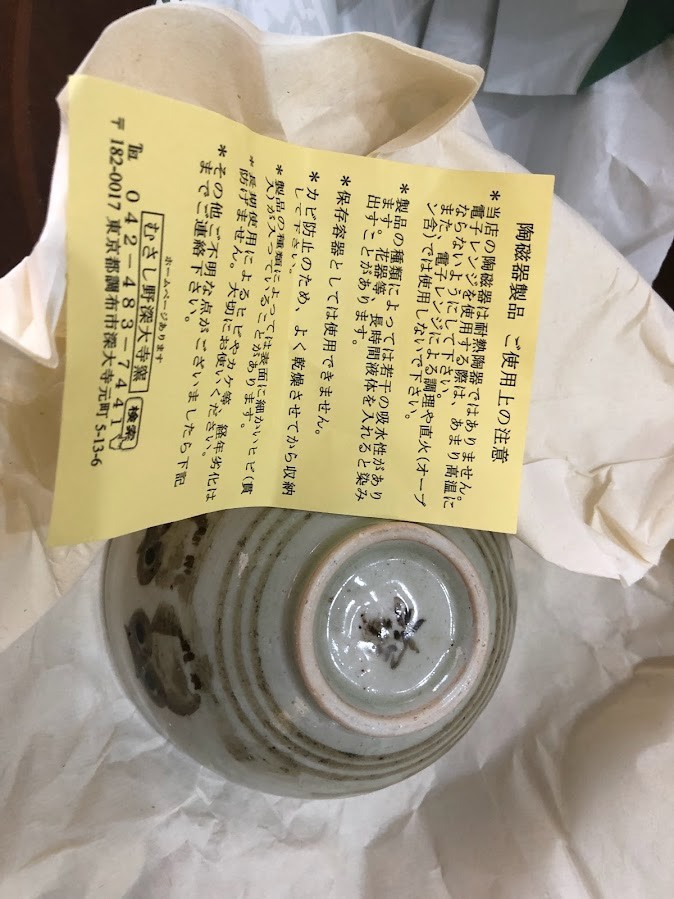 陶磁器製品 ご使用上の注意
＊当店の陶磁器は耐熱陶器ではありません。
電子レンジを使用する際は、あまり高温に
ならないようにして下さい。
また、電子レンジによる調理や直火(オーブ
ン含)では使用しないで下さい。
＊製品の種類によっては若干の吸水性があり
ます。花器等、長時間液体を入れると染み
出すことがあります。
＊保存容器としては使用できません。
＊カビ防止のため、よく乾燥させてから収納
して下さい。
＊製品の種類によっては表面に細かいヒビ(貫
入)が入っていることがあります。
＊長期使用によるヒビやカケ等、経年劣化は
防げません。大切にお使いください。
＊その他ご不明な点がございましたら下記
までご連絡下さい。
ホームページあります
むさし野深大寺窯 検索
℡ 042-483-7441
〒182-0017 東京都調布市深大寺元町5-13-6